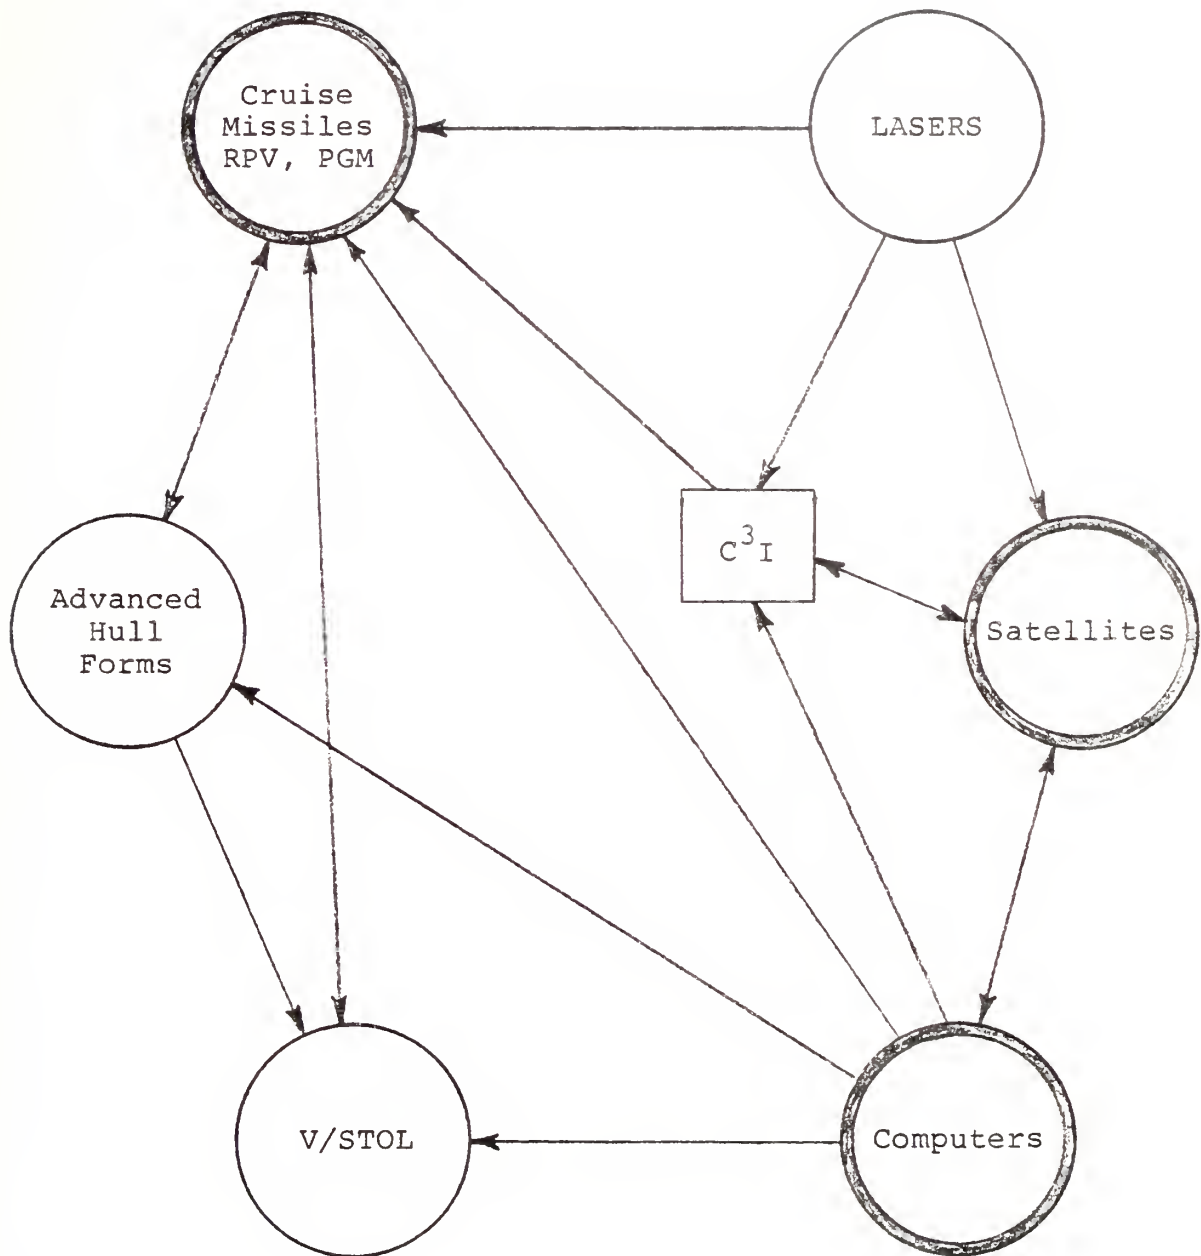 Cruise
Missiles
RPV, PGM
LASERS
C³I
Advanced
Hull
Forms
Satellites
V/STOL
Computers